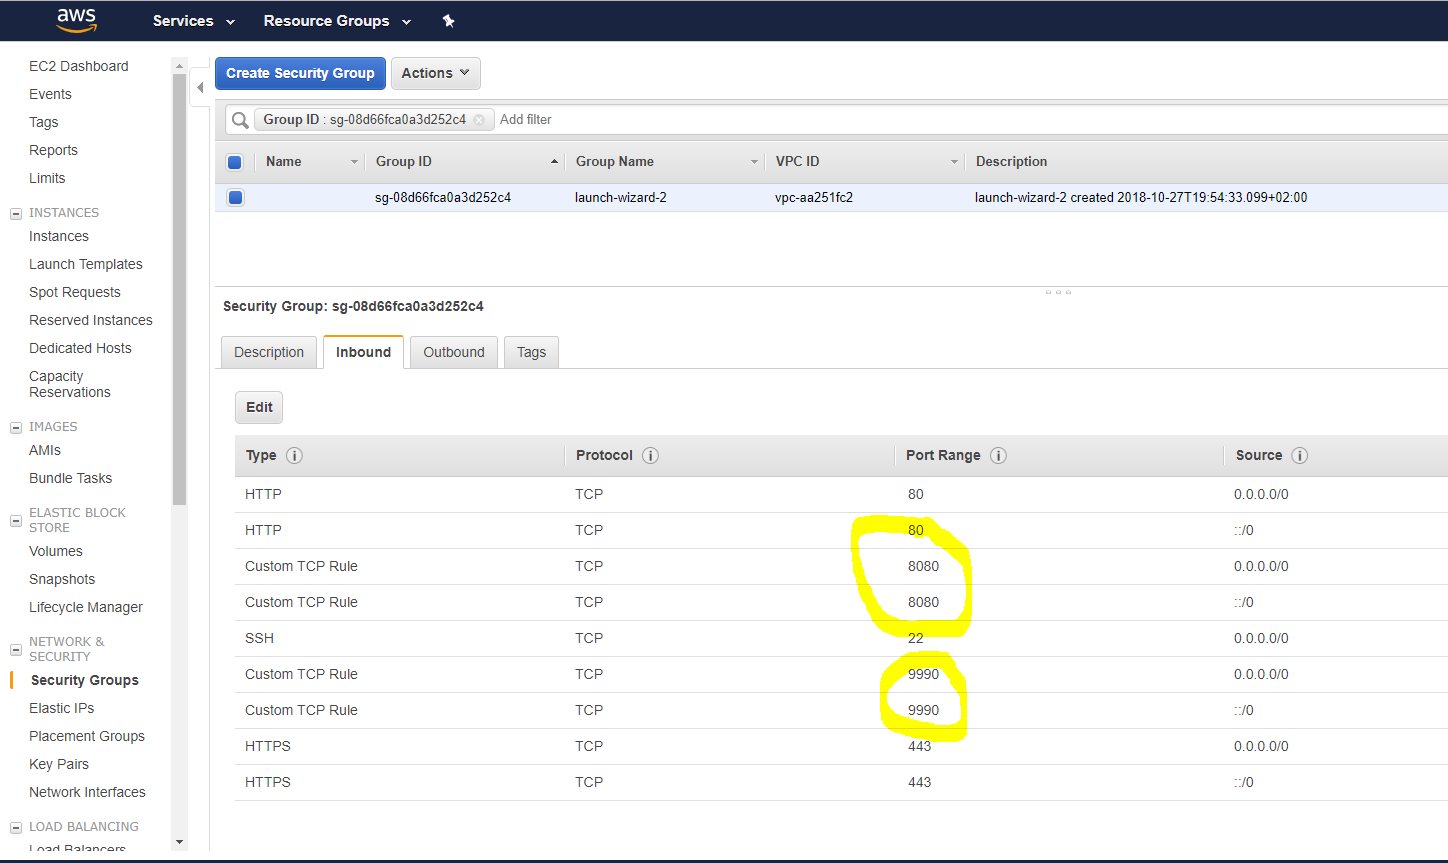 aws Services Resource Groups
EC2 Dashboard
Events
Tags
Reports
Limits
INSTANCES
Instances
Launch Templates
Spot Requests
Reserved Instances
Dedicated Hosts
Capacity
Reservations
IMAGES
AMIs
Bundle Tasks
ELASTIC BLOCK
STORE
Volumes
Snapshots
Lifecycle Manager
NETWORK &
SECURITY
Security Groups
Elastic IPs
Placement Groups
Key Pairs
Network Interfaces
LOAD BALANCING
Load Balancers
Create Security Group Actions
Group ID : sg-08d66fca0a3d252c4 Add filter
Name Group ID Group Name VPC ID Description
sg-08d66fca0a3d252c4 launch-wizard-2 vpc-aa251fc2 launch-wizard-2 created 2018-10-27T19:54:33.099+02:00
Security Group: sg-08d66fca0a3d252c4
Description Inbound Outbound Tags
Edit
Type Protocol Port Range Source
HTTP TCP 80 0.0.0.0/0
HTTP TCP 80 ::/0
Custom TCP Rule TCP 8080 0.0.0.0/0
Custom TCP Rule TCP 8080 ::/0
SSH TCP 22 0.0.0.0/0
Custom TCP Rule TCP 9990 0.0.0.0/0
Custom TCP Rule TCP 9990 ::/0
HTTPS TCP 443 0.0.0.0/0
HTTPS TCP 443 ::/0